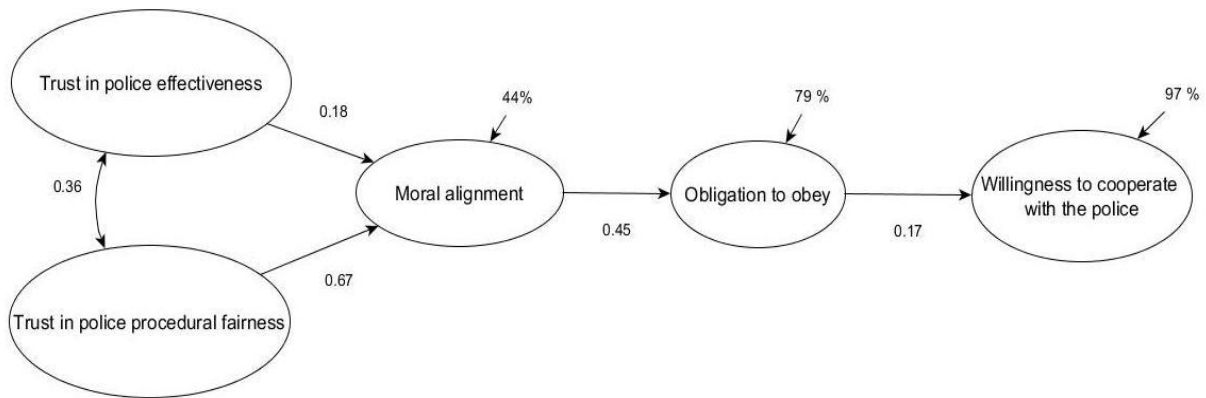 Trust in police effectiveness
0.18
44%
79 %
97 %
0.36
Moral alignment
Obligation to obey
Willingness to cooperate
with the police
0.45
0.17
0.67
Trust in police procedural fairness